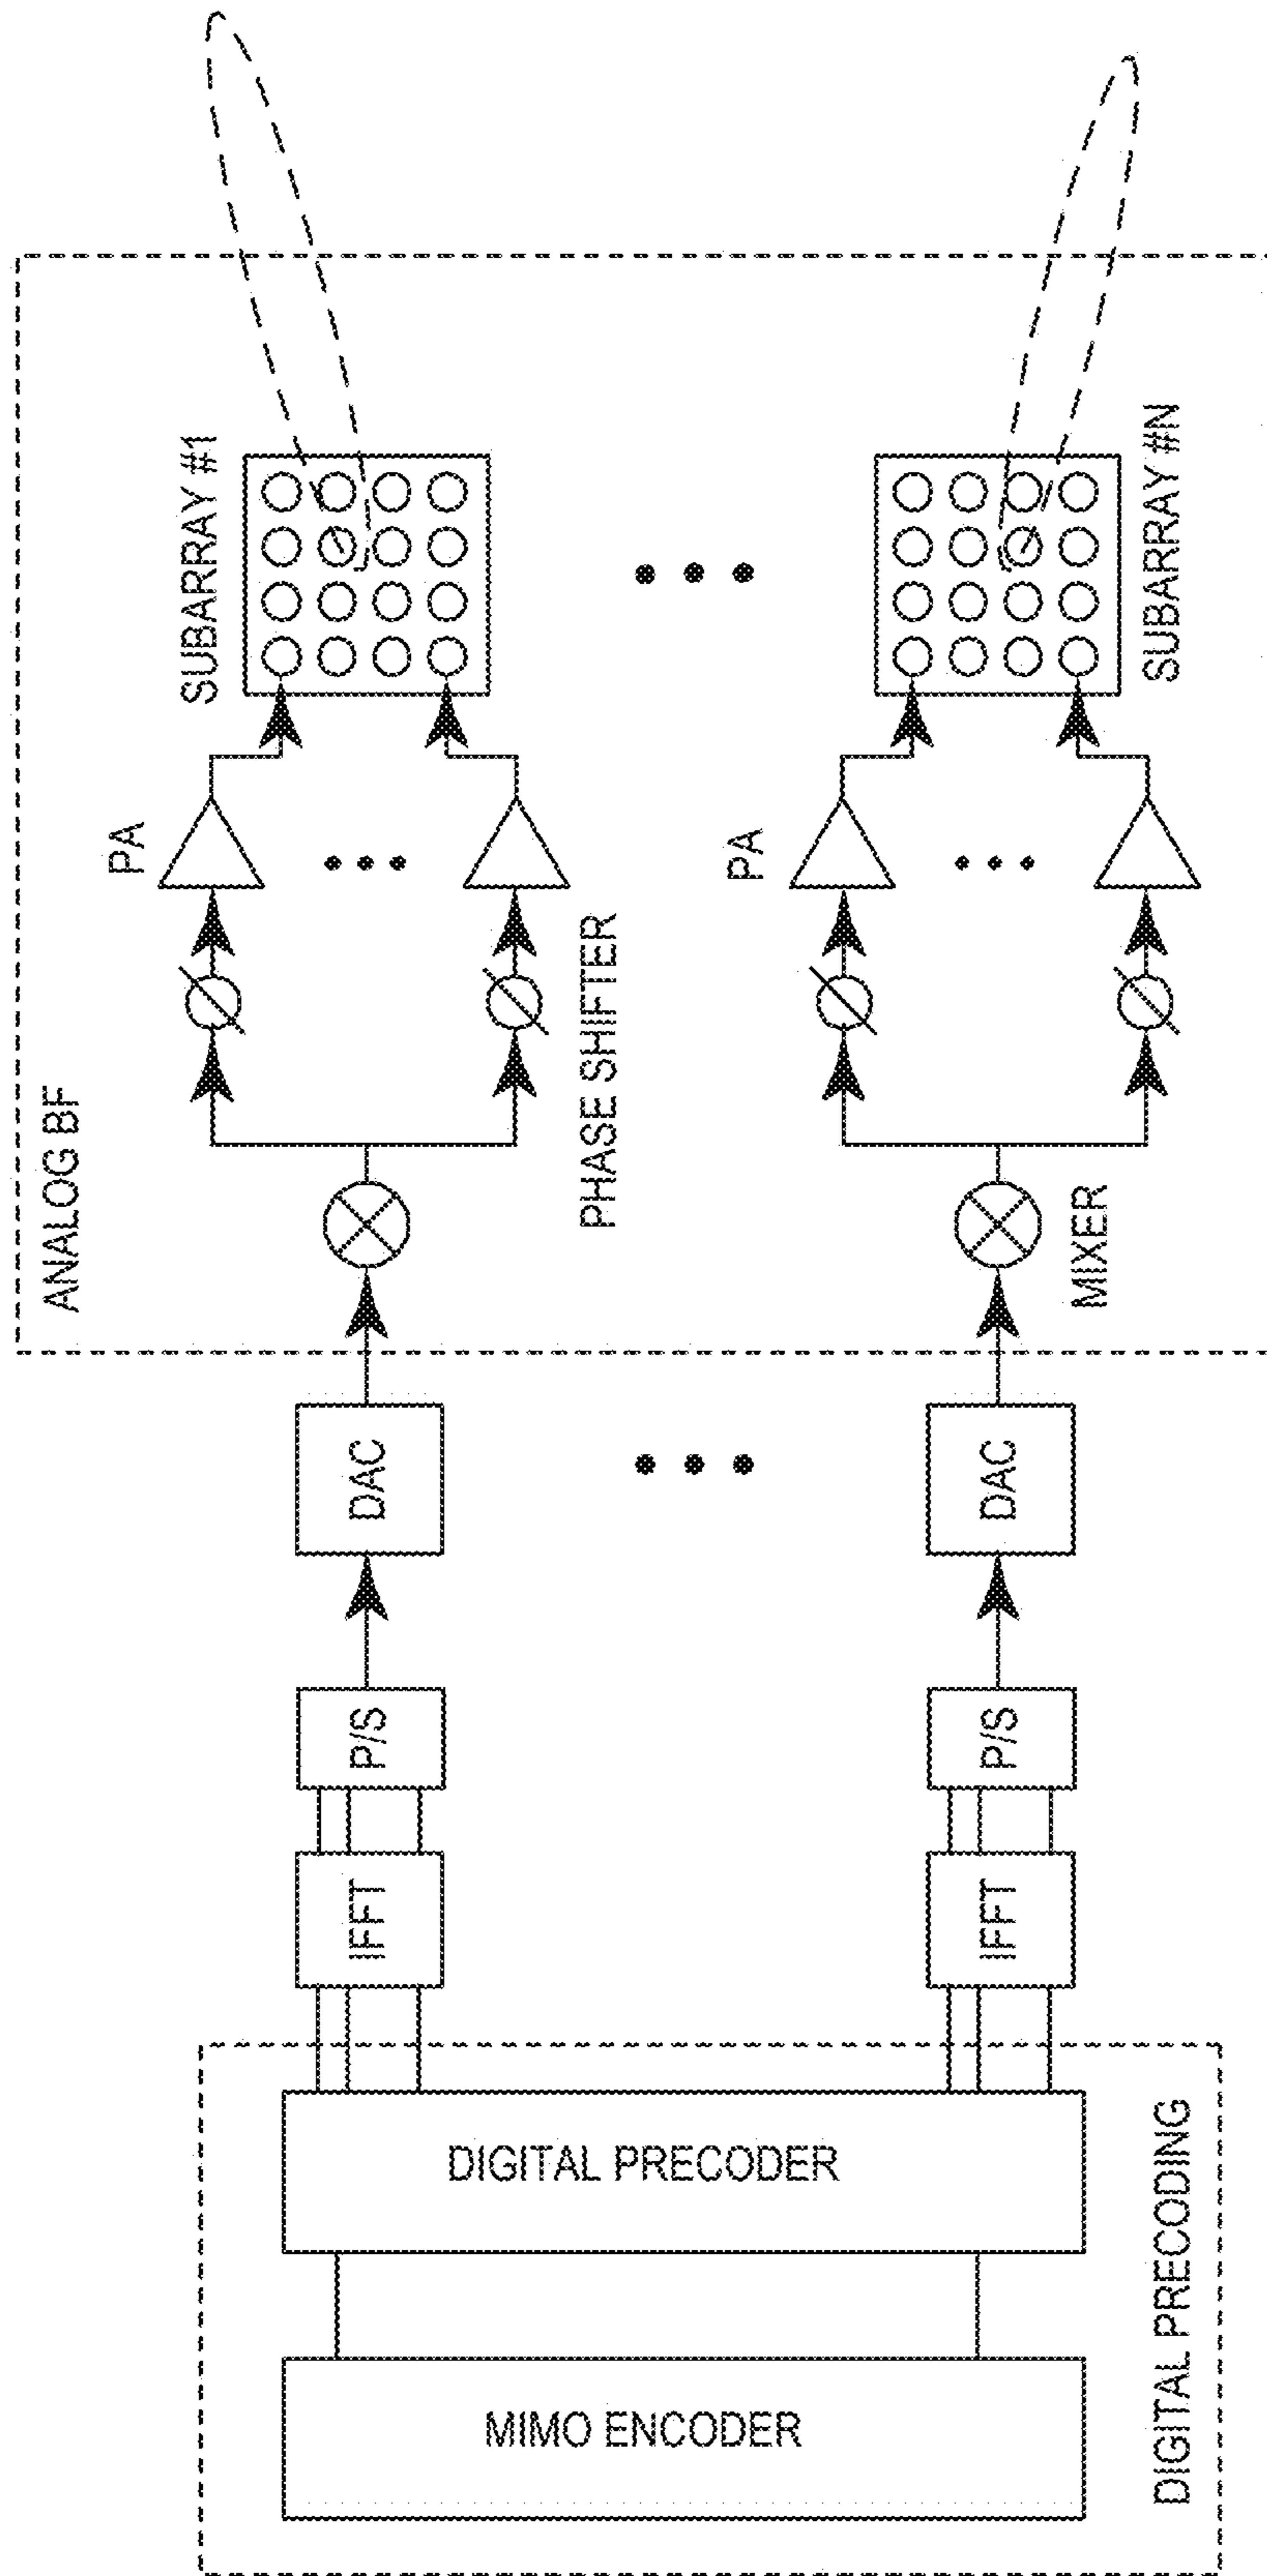 ANALOG BF
PA
SUBARRAY #1
PHASE SHIFTER
PA
SUBARRAY #N
MIXER
DAC
DAC
P/S
P/S
IFFT
IFFT
DIGITAL PRECODER
MIMO ENCODER
DIGITAL PRECODING